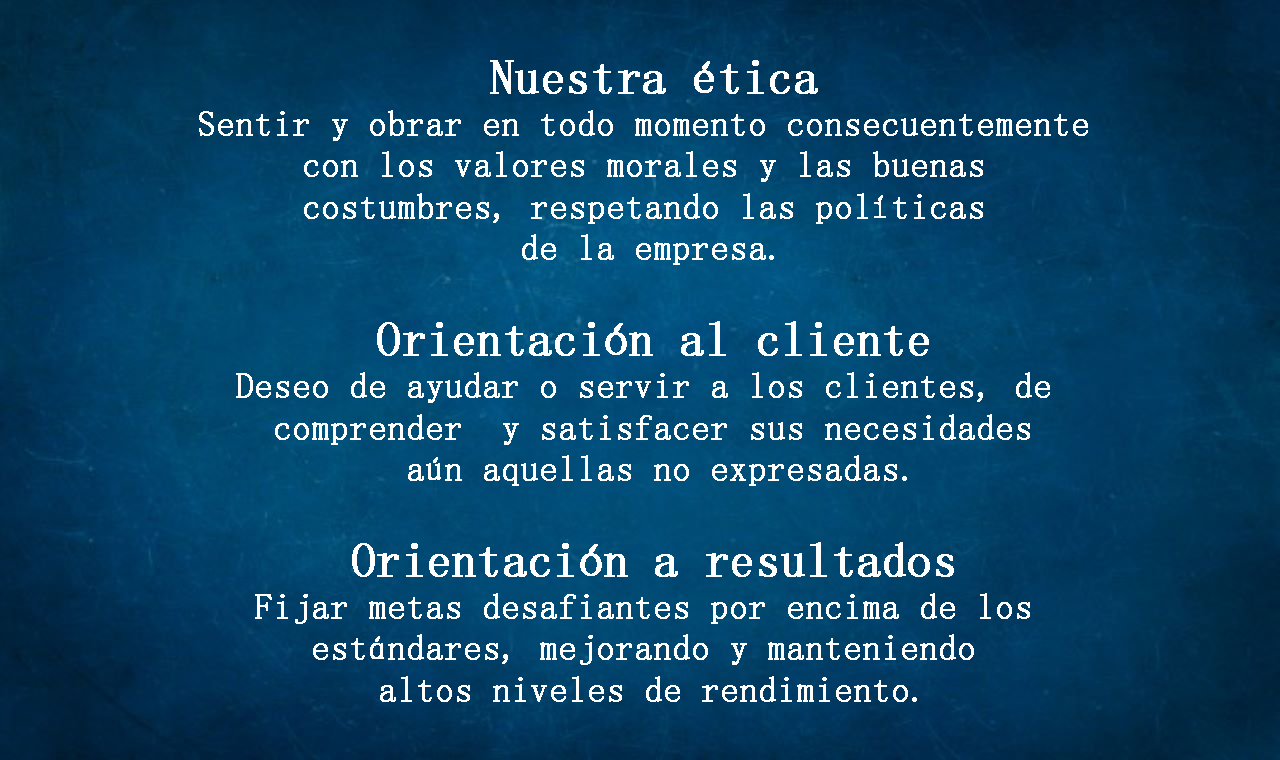 Nuestra ética
Sentir y obrar en todo momento consecuentemente
con los valores morales y las buenas
costumbres, respetando las políticas
de la empresa.
Orientación al cliente
Deseo de ayudar o servir a los clientes, de
comprender  y satisfacer sus necesidades
aún aquellas no expresadas.
Orientación a resultados
Fijar metas desafiantes por encima de los
estándares, mejorando y manteniendo
altos niveles de rendimiento.